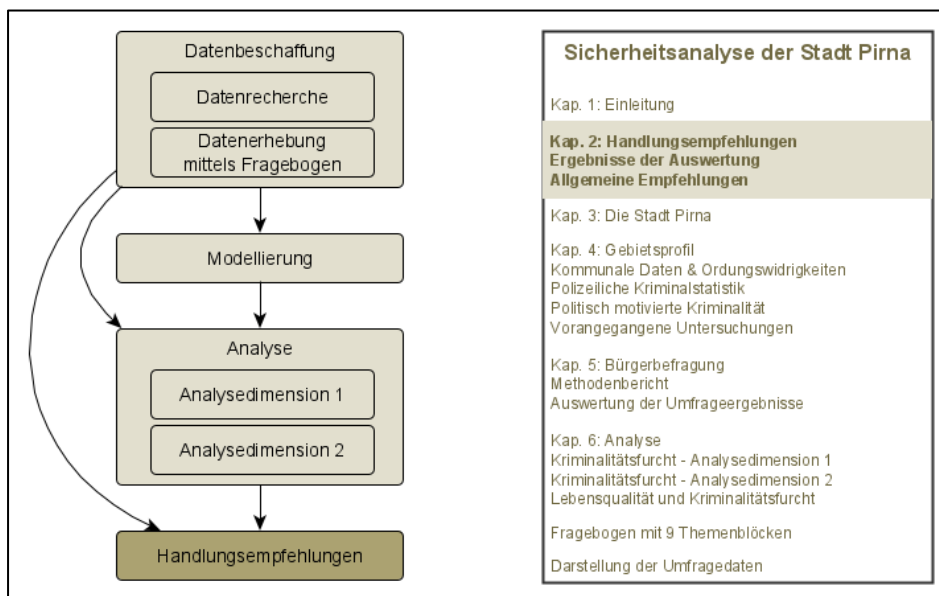 Datenbeschaffung
Datenrecherche
Datenerhebung
mittels Fragebogen
Modellierung
Analyse
Analysedimension 1
Analysedimension 2
Handlungsempfehlungen
Sicherheitsanalyse der Stadt Pirna
Kap. 1: Einleitung
Kap. 2: Handlungsempfehlungen
Ergebnisse der Auswertung
Allgemeine Empfehlungen
Kap. 3: Die Stadt Pirna
Kap. 4: Gebietsprofil
Kommunale Daten & Ordungswidrigkeiten
Polizeiliche Kriminalstatistik
Politisch motivierte Kriminalität
Vorangegangene Untersuchungen
Kap. 5: Bürgerbefragung
Methodenbericht
Auswertung der Umfrageergebnisse
Kap. 6: Analyse
Kriminalitätsfurcht - Analysedimension 1
Kriminalitätsfurcht - Analysedimension 2
Lebensqualität und Kriminalitätsfurcht
Fragebogen mit 9 Themenblöcken
Darstellung der Umfragedaten